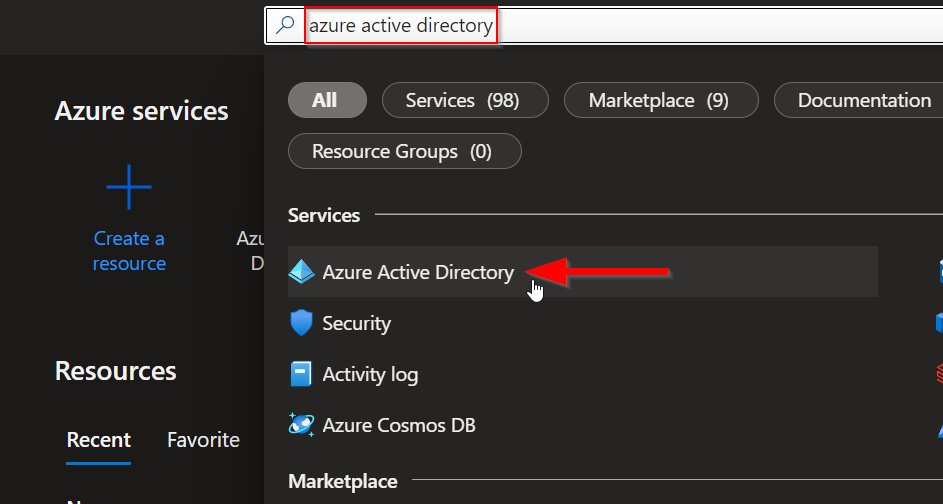 azure active directory
All
Services (98)
Marketplace (9)
Documentation
Resource Groups (0)
Azure services
Create a
resource
Services
Azure Active Directory
Security
Activity log
Azure Cosmos DB
Resources
Recent
Favorite
Marketplace